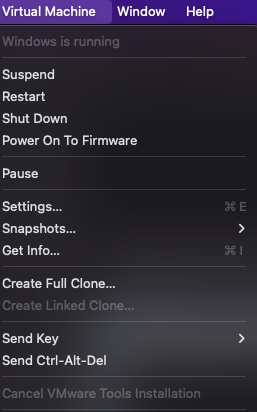 Virtual Machine Window Help
Windows is running
Suspend
Restart
Shut Down
Power On To Firmware
Pause
Settings... ⌘ E
Snapshots... >
Get Info... ⌘ I
Create Full Clone...
Create Linked Clone...
Send Key >
Send Ctrl-Alt-Del
Cancel VMware Tools Installation